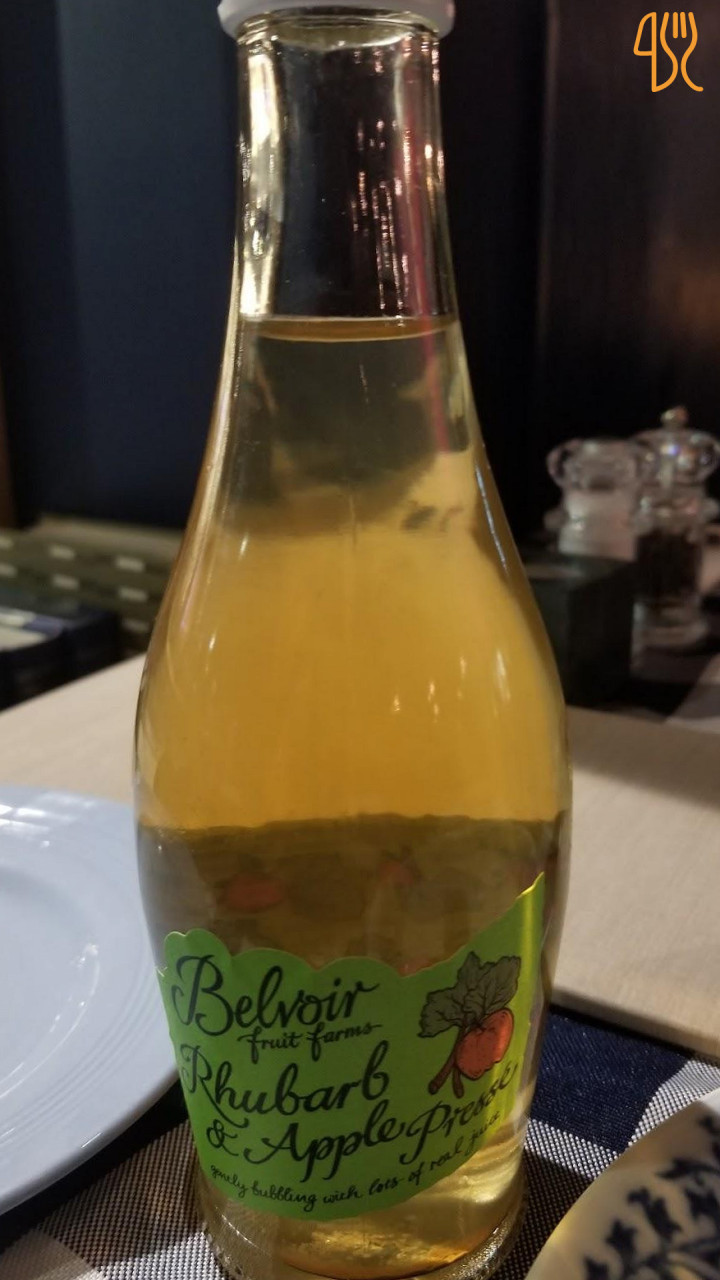 Belvoir
fruit farms
Rhubarb
& Apple Pressé
gently bubbling with lots of real juice